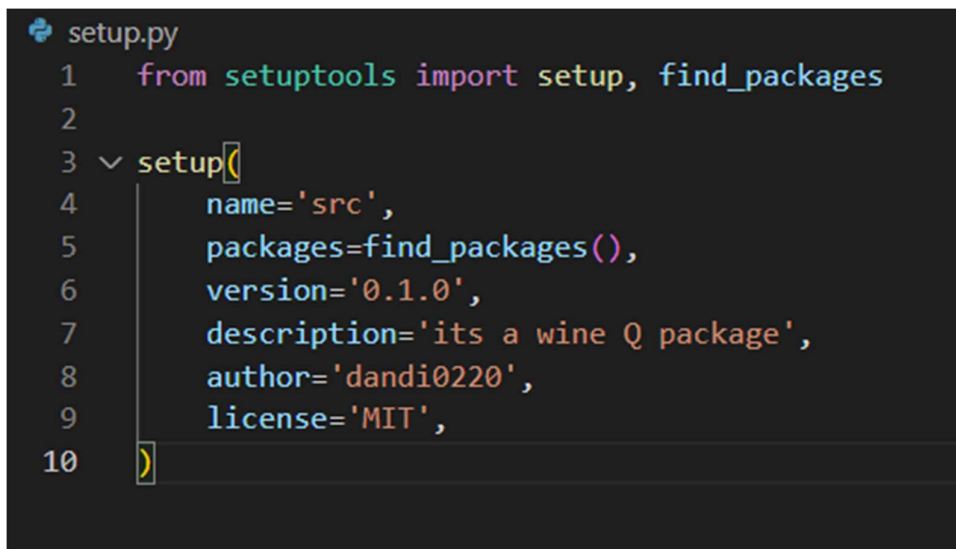 setup.py
1 from setuptools import setup, find_packages
2
3 setup(
4 name='src',
5 packages=find_packages(),
6 version='0.1.0',
7 description='its a wine Q package',
8 author='dandi0220',
9 license='MIT',
10 )